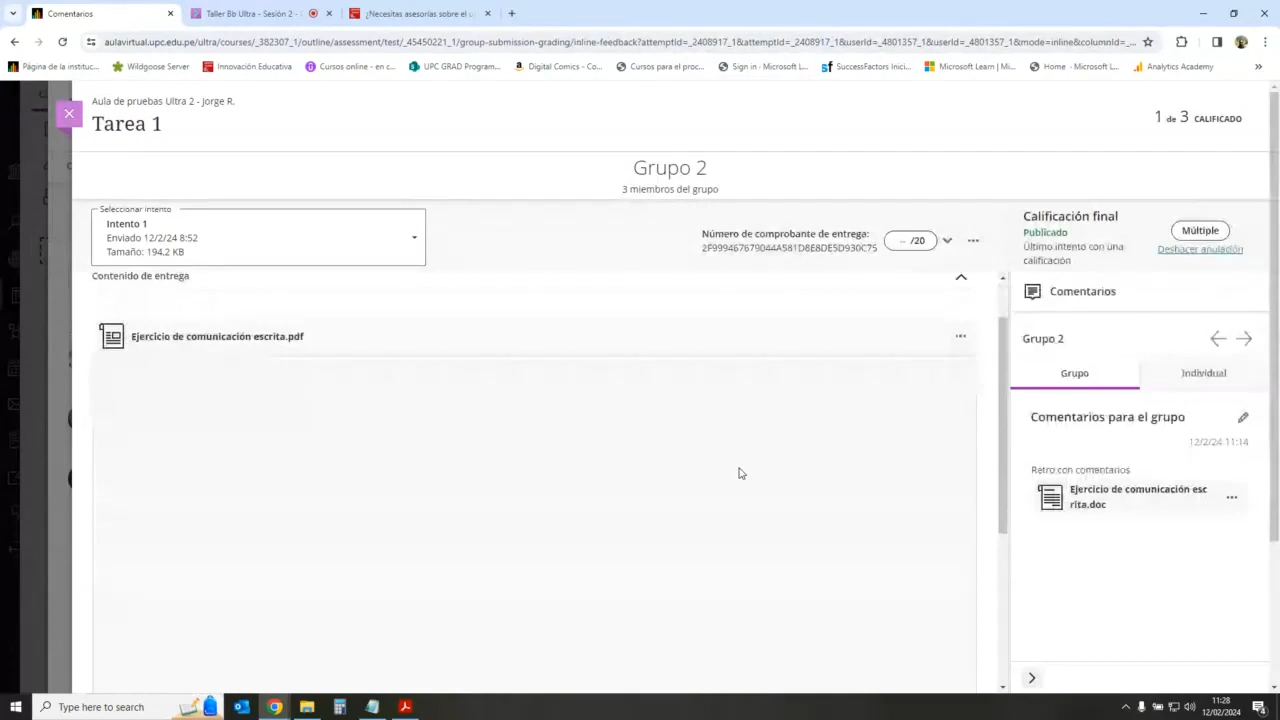 Comentarios
Taller Bb Ultra - Sesión 2 -
¿Necesitas asesorías sobre el u
aulavirtual.upc.edu.pe/ultra/courses/_382307_1/outline/assessment/test/_45450221_1/group-submission-grading/inline-feedback?attemptId=_2408917_1&attemptId=_2408917_1&userId=_4801357_1&userId=_4801357_1&mode=inline&columnId=_...
Página de la instituc...
Wildgoose Server
Innovación Educativa
Cursos online - en c...
UPC GRAD Program...
Digital Comics - Co...
Cursos para el proc...
Sign in · Microsoft L...
SuccessFactors Inici...
Microsoft Learn | Mi...
Home · Microsoft L...
Analytics Academy
Aula de pruebas Ultra 2 - Jorge R.
Tarea 1
1 de 3 CALIFICADO
Grupo 2
3 miembros del grupo
Seleccionar intento
Intento 1
Enviado 12/2/24 8:52
Tamaño: 194.2 KB
Número de comprobante de entrega:
2F999467679044A581D8E8DE5D930C75
-- /20
Calificación final
Publicado
Último intento con una
calificación
Múltiple
Deshacer anulación
Contenido de entrega
Ejercicio de comunicación escrita.pdf
Comentarios
Grupo 2
Grupo
Individual
Comentarios para el grupo
12/2/24 11:14
Retro con comentarios
Ejercicio de comunicación esc
rita.doc
Type here to search
11:28
12/02/2024
4